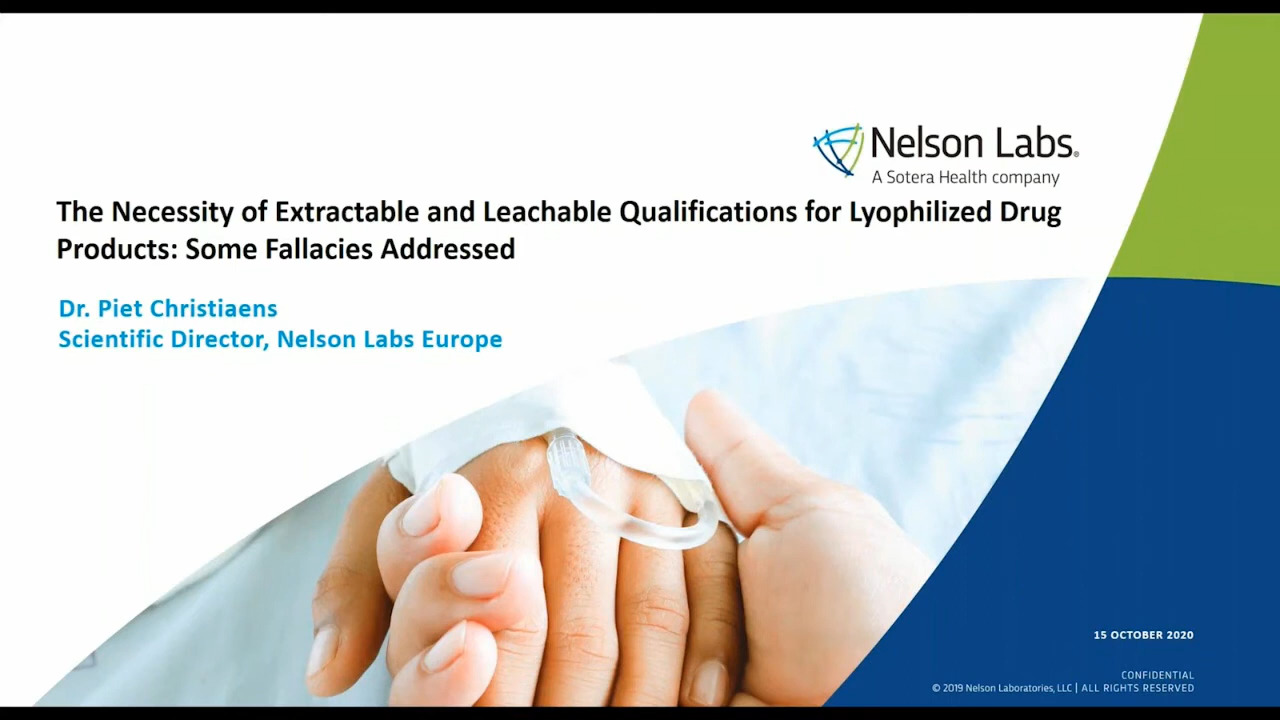 Nelson Labs®
A Sotera Health company
The Necessity of Extractable and Leachable Qualifications for Lyophilized Drug
Products: Some Fallacies Addressed
Dr. Piet Christiaens
Scientific Director, Nelson Labs Europe
15 OCTOBER 2020
CONFIDENTIAL
© 2019 Nelson Laboratories, LLC | ALL RIGHTS RESERVED